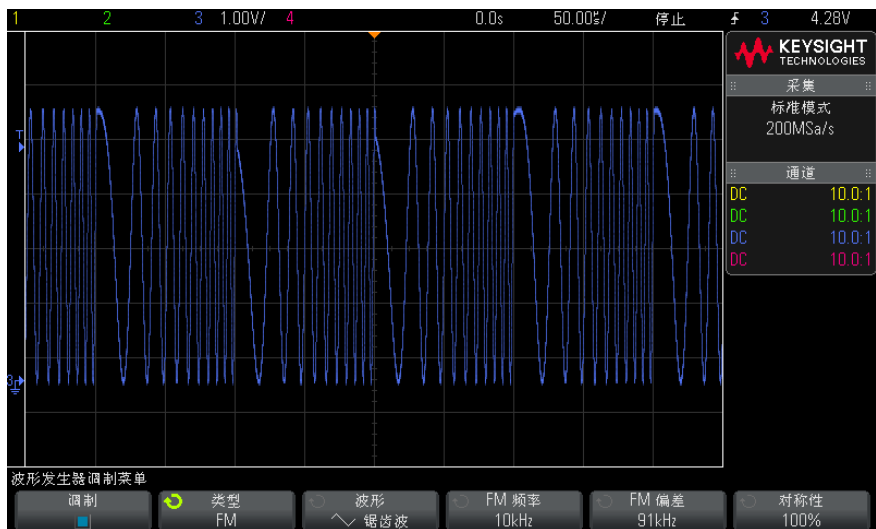 1 2 3 1.00V/ 4 0.0s 50.00㎲/ 停止 3 4.28V
KEYSIGHT
TECHNOLOGIES
采集
标准模式
200MSa/s
通道
DC 10.0:1
DC 10.0:1
DC 10.0:1
DC 10.0:1
T
3
波形发生器调制菜单
调制
类型
FM
波形
锯齿波
FM 频率
10kHz
FM 偏差
91kHz
对称性
100%